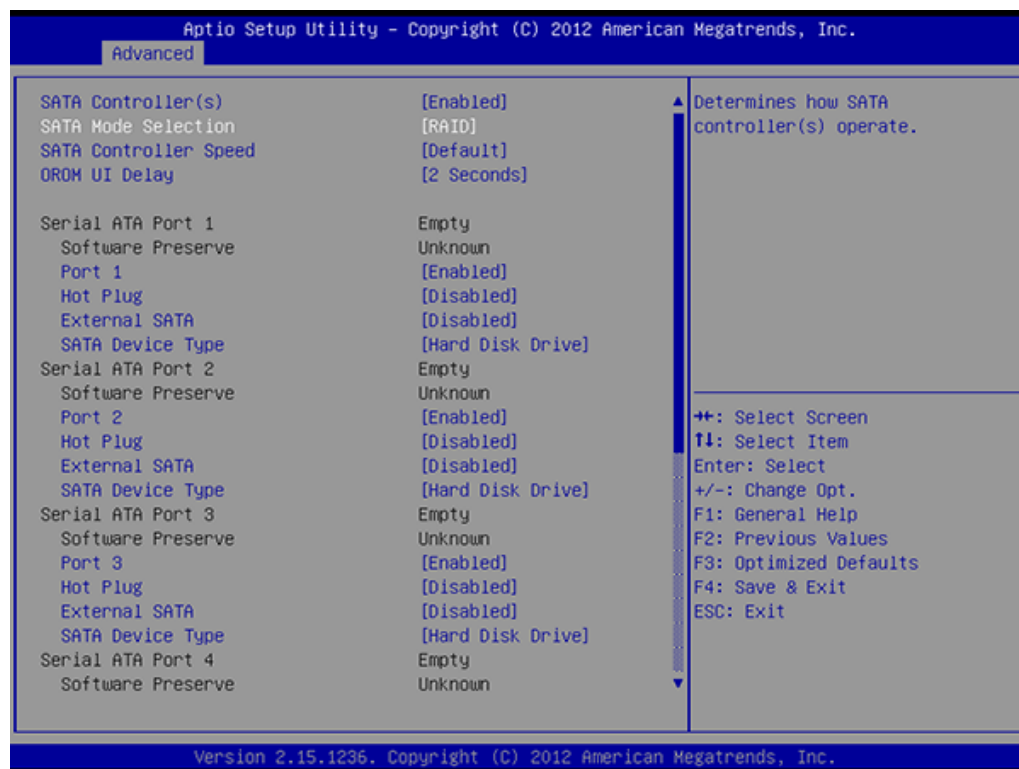 Aptio Setup Utility – Copyright (C) 2012 American Megatrends, Inc.
Advanced
SATA Controller(s) [Enabled]
SATA Mode Selection [RAID]
SATA Controller Speed [Default]
OROM UI Delay [2 Seconds]
Serial ATA Port 1 Empty
Software Preserve Unknown
Port 1 [Enabled]
Hot Plug [Disabled]
External SATA [Disabled]
SATA Device Type [Hard Disk Drive]
Serial ATA Port 2 Empty
Software Preserve Unknown
Port 2 [Enabled]
Hot Plug [Disabled]
External SATA [Disabled]
SATA Device Type [Hard Disk Drive]
Serial ATA Port 3 Empty
Software Preserve Unknown
Port 3 [Enabled]
Hot Plug [Disabled]
External SATA [Disabled]
SATA Device Type [Hard Disk Drive]
Serial ATA Port 4 Empty
Software Preserve Unknown
Determines how SATA
controller(s) operate.
→←: Select Screen
↑↓: Select Item
Enter: Select
+/-: Change Opt.
F1: General Help
F2: Previous Values
F3: Optimized Defaults
F4: Save & Exit
ESC: Exit
Version 2.15.1236. Copyright (C) 2012 American Megatrends, Inc.